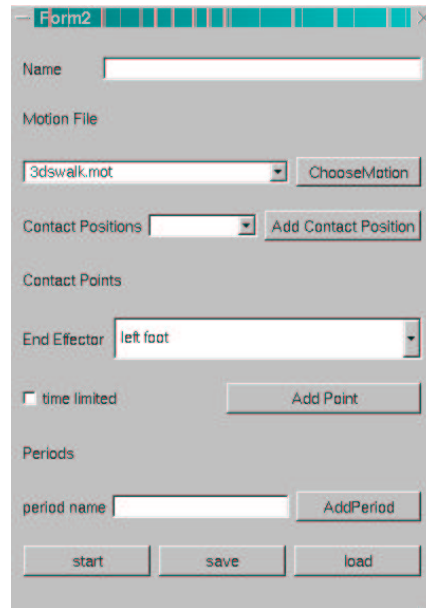 Form2
Name
Motion File
3dswalk.mot ChooseMotion
Contact Positions Add Contact Position
Contact Points
End Effector left foot
time limited Add Point
Periods
period name AddPeriod
start save load